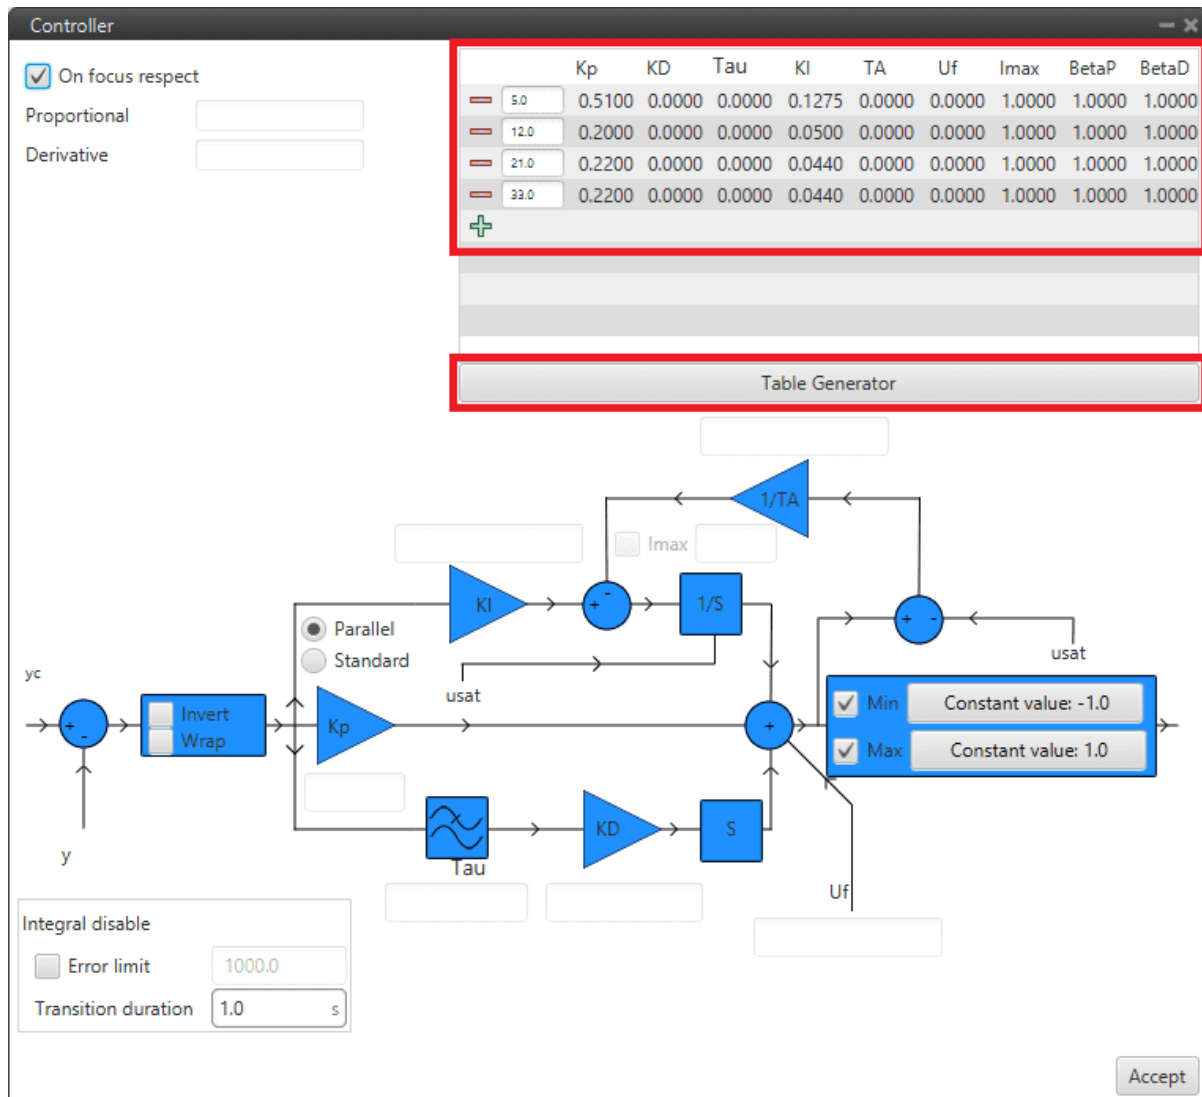 Controller
On focus respect
Proportional
Derivative
Kp KD Tau KI TA Uf Imax BetaP BetaD
5.0 0.5100 0.0000 0.0000 0.1275 0.0000 0.0000 1.0000 1.0000 1.0000
12.0 0.2000 0.0000 0.0000 0.0500 0.0000 0.0000 1.0000 1.0000 1.0000
21.0 0.2200 0.0000 0.0000 0.0440 0.0000 0.0000 1.0000 1.0000 1.0000
33.0 0.2200 0.0000 0.0000 0.0440 0.0000 0.0000 1.0000 1.0000 1.0000
Table Generator
1/TA
Imax
KI
+ -
1/S
Parallel
Standard
+ -
usat
usat
yc
+ -
Invert
Wrap
Kp
+
Min Constant value: -1.0
Max Constant value: 1.0
y
Tau
KD
S
Uf
Integral disable
Error limit 1000.0
Transition duration 1.0 s
Accept